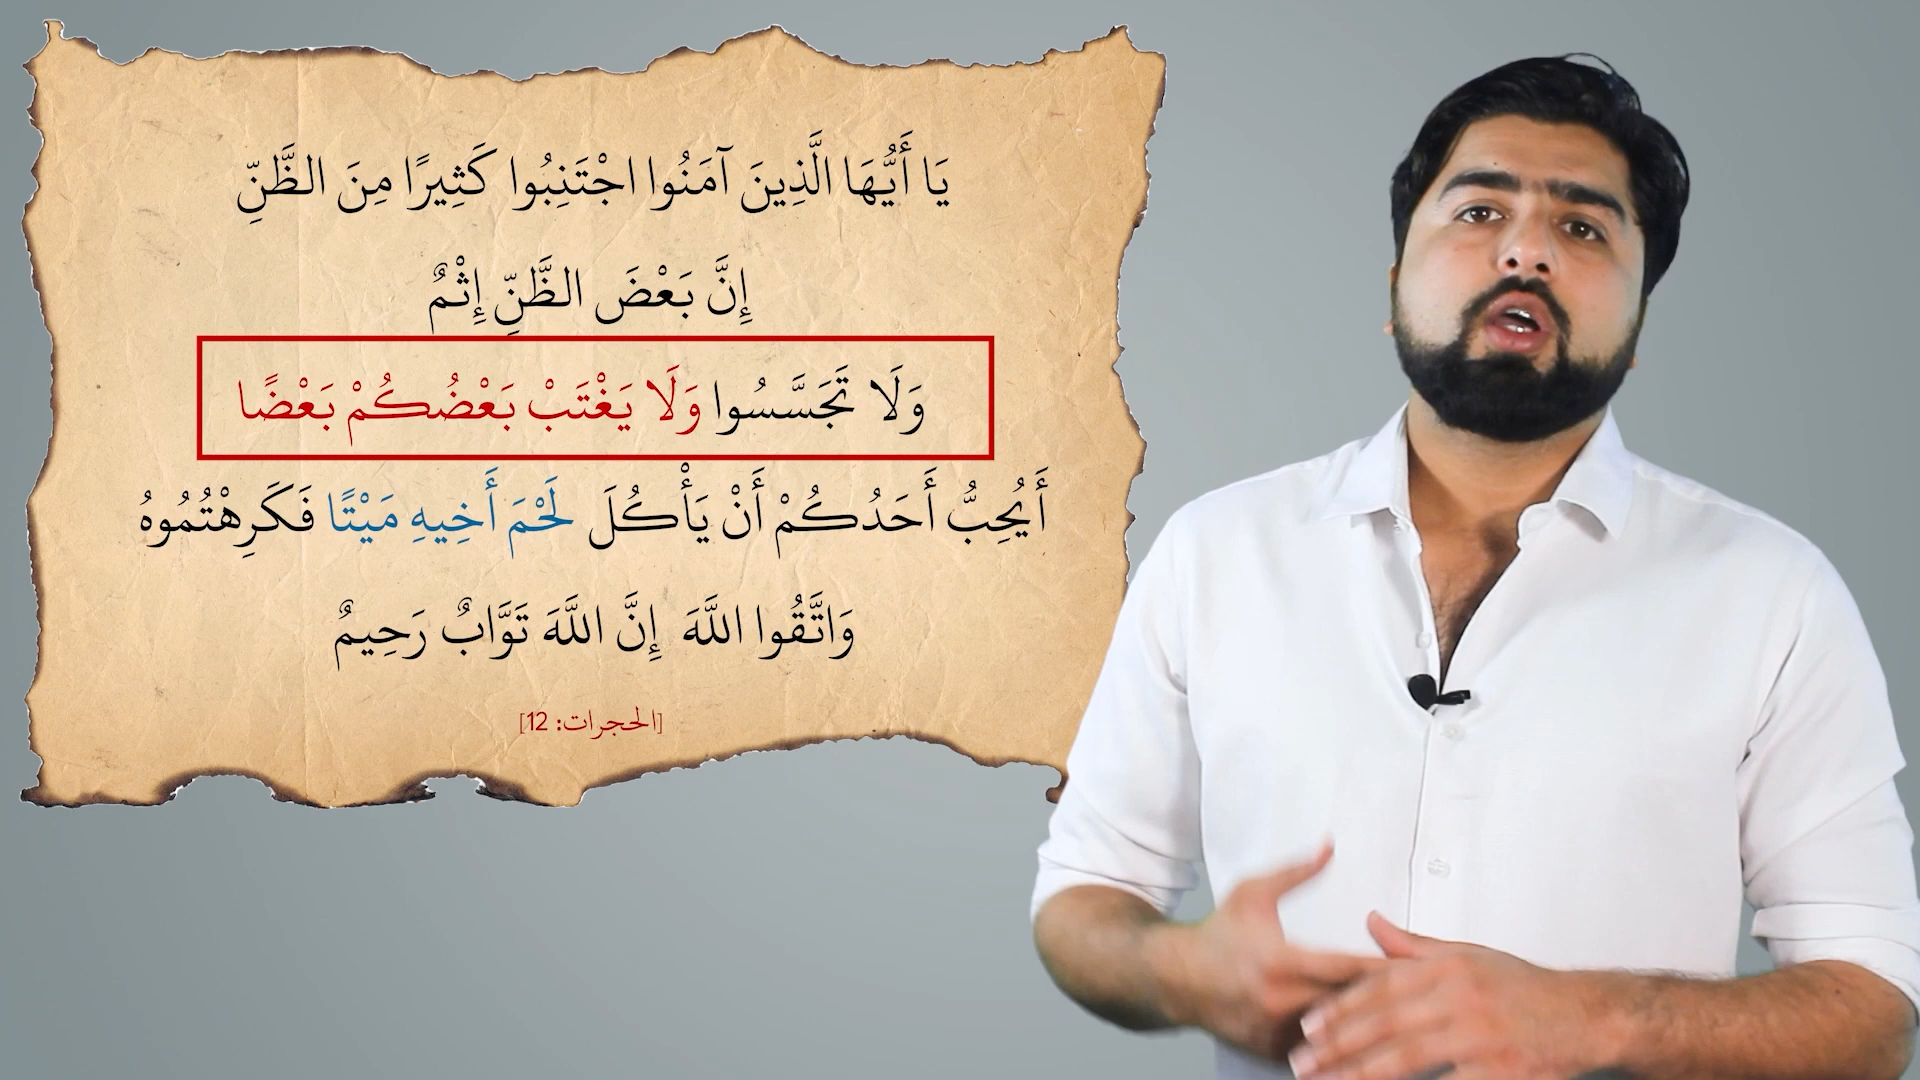 يَا أَيُّهَا الَّذِينَ آمَنُوا اجْتَنِبُوا كَثِيرًا مِنَ الظَّنِّ
إِنَّ بَعْضَ الظَّنِّ إِثْمٌ
وَلَا تَجَسَّسُوا وَلَا يَغْتَبْ بَعْضُكُمْ بَعْضًا
أَيُحِبُّ أَحَدُكُمْ أَنْ يَأْكُلَ لَحْمَ أَخِيهِ مَيْتًا فَكَرِهْتُمُوهُ
وَاتَّقُوا اللَّهَ إِنَّ اللَّهَ تَوَّابٌ رَحِيمٌ
[الحجرات: 12]